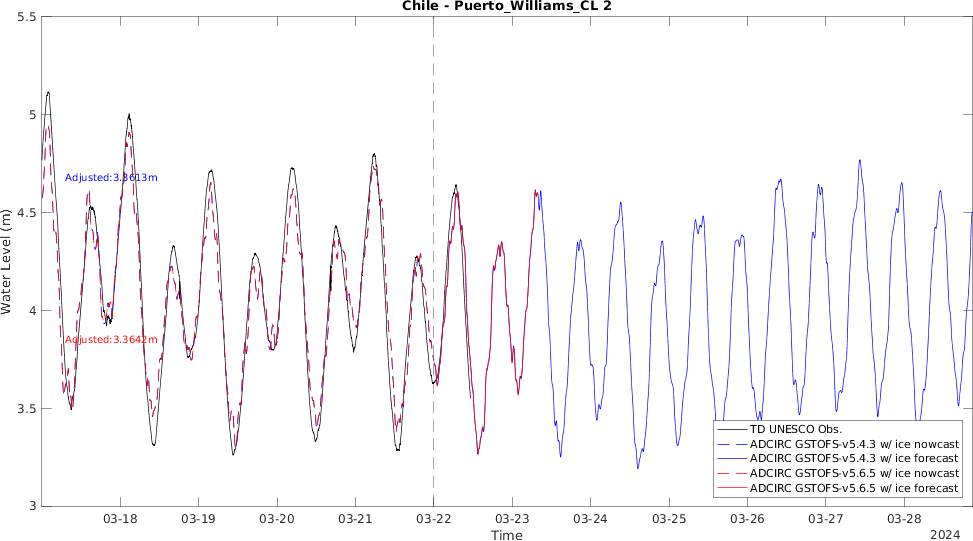 Chile - Puerto_Williams_CL 2
Water Level (m)
5.5
5
4.5
4
3.5
3
Adjusted:3.3613m
Adjusted:3.3642m
TD UNESCO Obs.
ADCIRC GSTOFS-v5.4.3 w/ ice nowcast
ADCIRC GSTOFS-v5.4.3 w/ ice forecast
ADCIRC GSTOFS-v5.6.5 w/ ice nowcast
ADCIRC GSTOFS-v5.6.5 w/ ice forecast
03-18 03-19 03-20 03-21 03-22 03-23 03-24 03-25 03-26 03-27 03-28
Time
2024